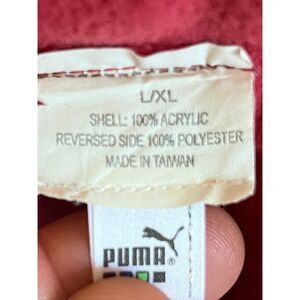 L/XL
SHELL: 100% ACRYLIC
REVERSED SIDE 100% POLYESTER
MADE IN TAIWAN
PUMA®